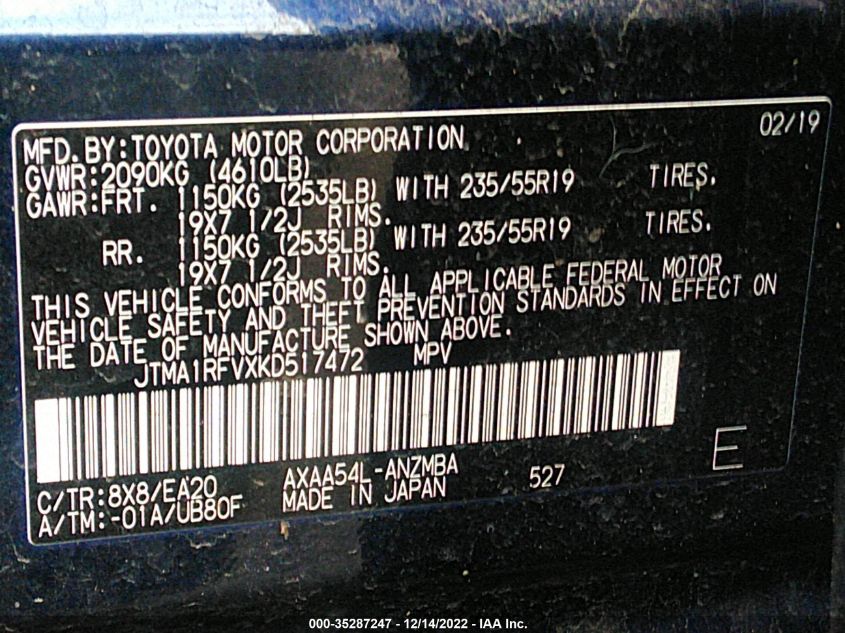 02/19
MFD.BY:TOYOTA MOTOR CORPORATION
GVWR:2090KG (4610LB)
GAWR:FRT. 1150KG (2535LB) WITH 235/55R19 TIRES.
19X7 1/2J RIMS.
RR. 1150KG (2535LB) WITH 235/55R19 TIRES.
19X7 1/2J RIMS.
THIS VEHICLE CONFORMS TO ALL APPLICABLE FEDERAL MOTOR
VEHICLE SAFETY AND THEFT PREVENTION STANDARDS IN EFFECT ON
THE DATE OF MANUFACTURE SHOWN ABOVE.
JTMA1RFVXKD517472 MPV
C/TR:8X8/EA20 AXAA54L-ANZMBA 527 E
A/TM:-01A/UB80F MADE IN JAPAN
000-35287247 - 12/14/2022 - IAA Inc.